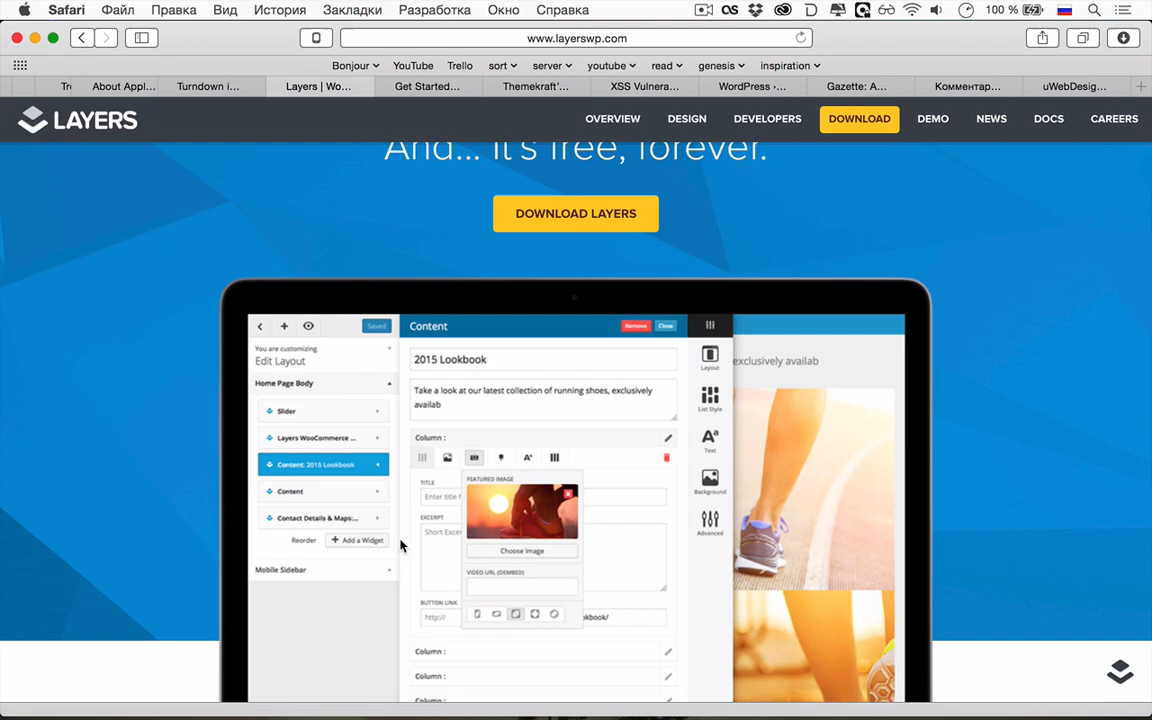 Safari Файл Правка Вид История Закладки Разработка Окно Справка 100 %
www.layerswp.com
Bonjour YouTube Trello sort server youtube read genesis inspiration
About Appl... Turndown i... Layers | Wo... Get Started... Themekraft'... XSS Vulnera... WordPress ›... Gazette: A... Комментар... uWebDesig...
LAYERS OVERVIEW DESIGN DEVELOPERS DOWNLOAD DEMO NEWS DOCS CAREERS
And... it's free, forever.
DOWNLOAD LAYERS
Saved
You are customizing
Edit Layout
Home Page Body
Slider
Layers WooCommerce ...
Content: 2015 Lookbook
Content
Contact Details & Maps:...
Reorder + Add a Widget
Mobile Sidebar
Content Remove Close
2015 Lookbook
Take a look at our latest collection of running shoes, exclusively
availab
Column :
TITLE
Enter title
EXCERPT
Short Excer
FEATURED IMAGE
Choose Image
VIDEO URL (OEMBED)
BUTTON LINK
http://
okbook/
Column :
Column :
Column :
Layout
List Style
Text
Background
Advanced
exclusively availab